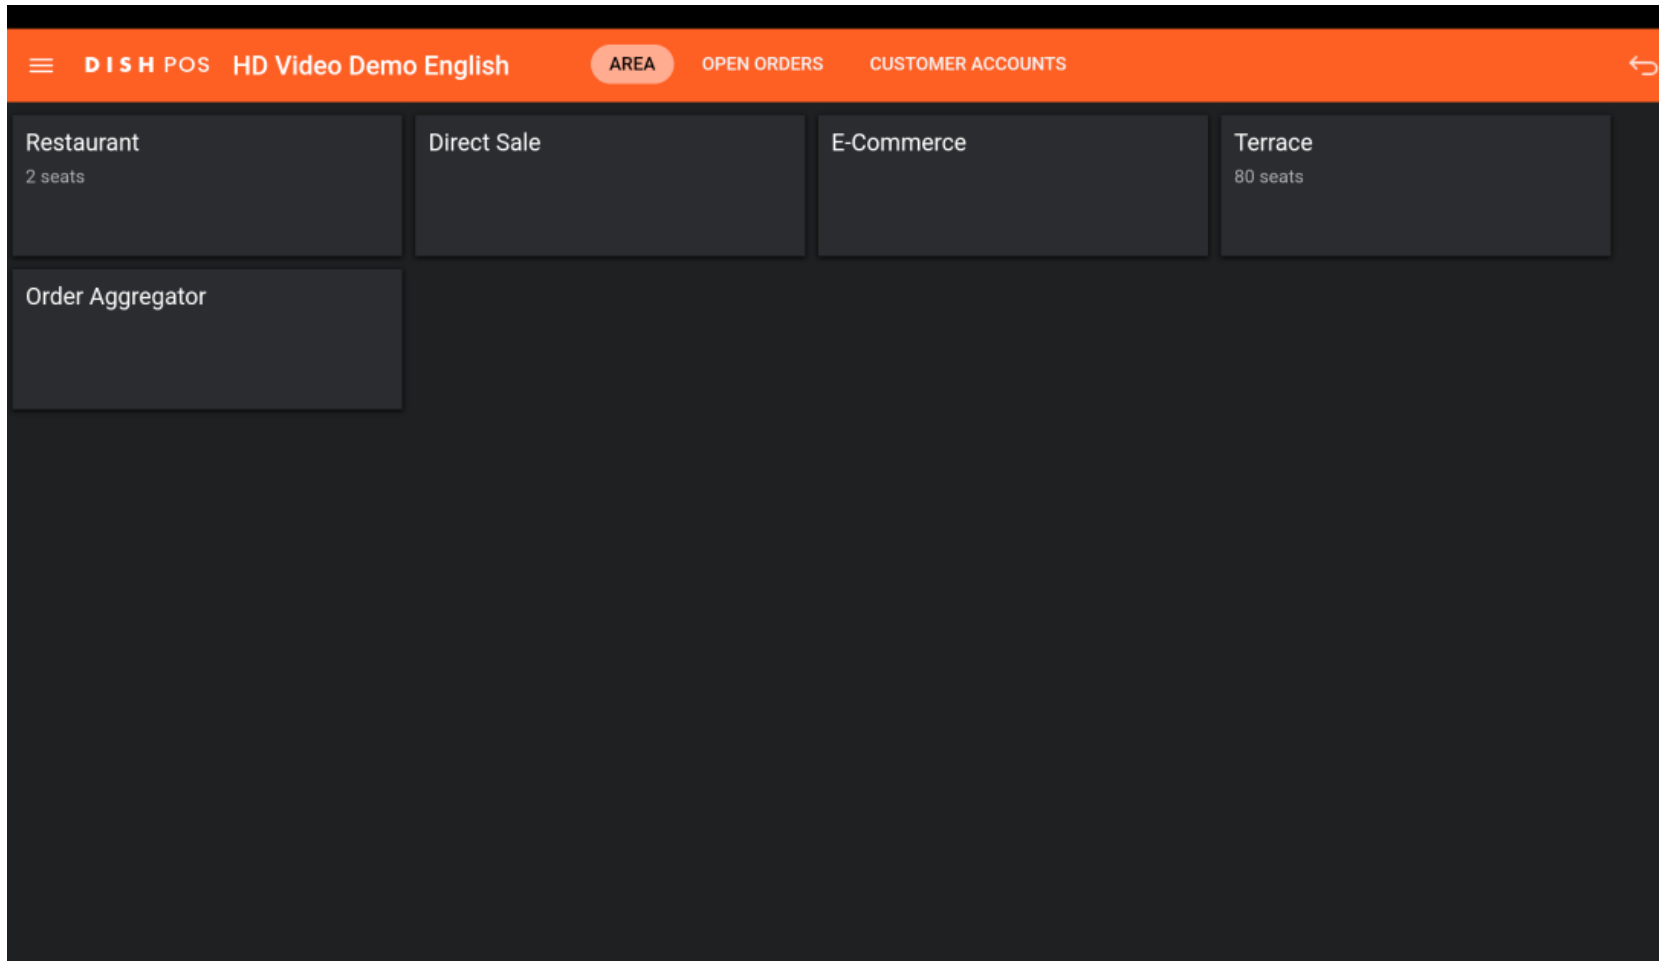 DISH POS HD Video Demo English AREA OPEN ORDERS CUSTOMER ACCOUNTS
Restaurant
2 seats
Direct Sale
E-Commerce
Terrace
80 seats
Order Aggregator